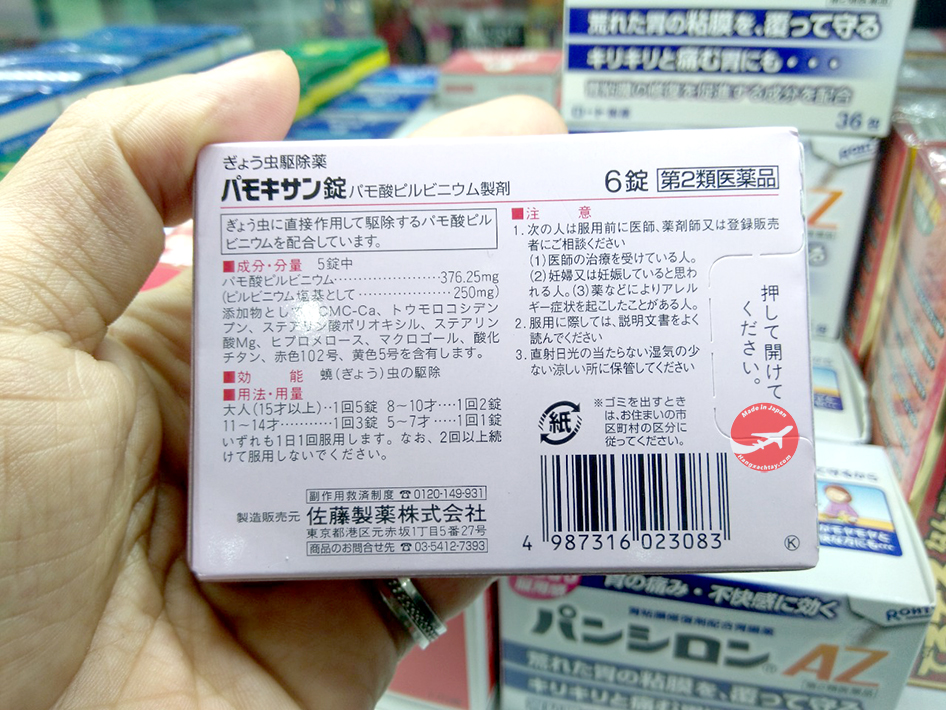 荒れた胃の粘膜を、覆って守る
キリキリと痛む胃にも・・・
胃粘膜の修復を促進する成分を配合
36包
ぎょう虫駆除薬
パモキサン錠 パモ酸ピルビニウム製剤
6錠 第2類医薬品
ぎょう虫に直接作用して駆除するパモ酸ピル
ビニウムを配合しています。
■成分・分量 5錠中
パモ酸ピルビニウム……………………376.25mg
(ピルビニウム塩基として………………250mg)
添加物として、CMC-Ca、トウモロコシデン
プン、ステアリン酸ポリオキシル、ステアリン
酸Mg、ヒプロメロース、マクロゴール、酸化
チタン、赤色102号、黄色5号を含有します。
■効 能 蟯(ぎょう)虫の駆除
■用法・用量
大人(15才以上)‥1回5錠 8〜10才‥‥1回2錠
11〜14才…………1回3錠 5〜7才‥‥1回1錠
いずれも1日1回服用します。なお、2回以上続
けて服用しないでください。
副作用救済制度 ☎0120-149-931
製造販売元 佐藤製薬株式会社
東京都港区元赤坂1丁目5番27号
商品のお問合せ先 ☎03-5412-7393
■注 意
1. 次の人は服用前に医師、薬剤師又は登録販売
者にご相談ください
(1)医師の治療を受けている人。
(2)妊婦又は妊娠していると思わ
れる人。(3)薬などによりアレル
ギー症状を起こしたことがある人。
2. 服用に際しては、説明文書をよく
読んでください
3. 直射日光の当たらない湿気の少
ない涼しい所に保管してください
押して開けて
ください。
紙
※ゴミを出すとき
は、お住まいの市
区町村の区分に
従ってください。
4 987316 023083
K
Made in Japan
Hangxachtay.com
Z
胃の痛み・不快感に効く
ROHTO
パンシロン AZ
第2類医薬品
荒れた胃の粘膜を、覆って守る
キリキリと痛む胃にも・・・